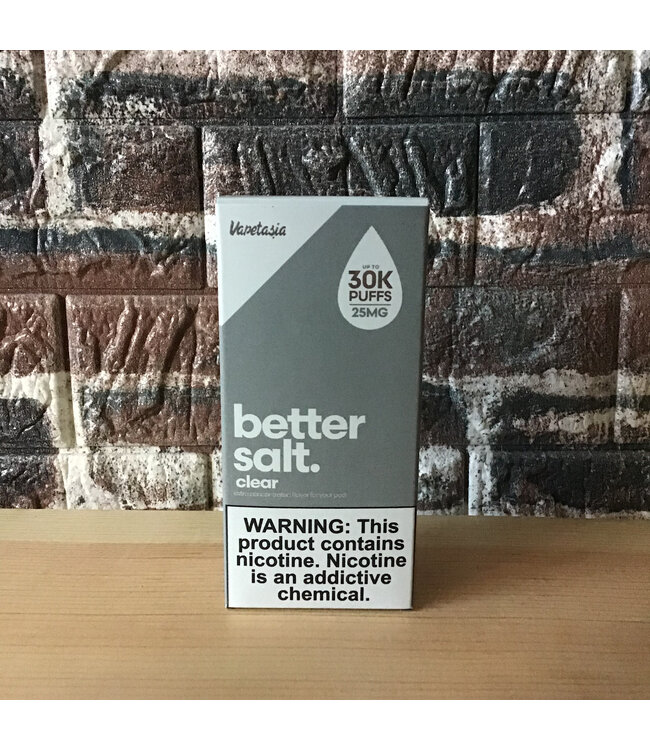 Vapetasia
UP TO
30K
PUFFS
25MG
better
salt.
clear
WARNING: This
product contains
nicotine. Nicotine
is an addictive
chemical.